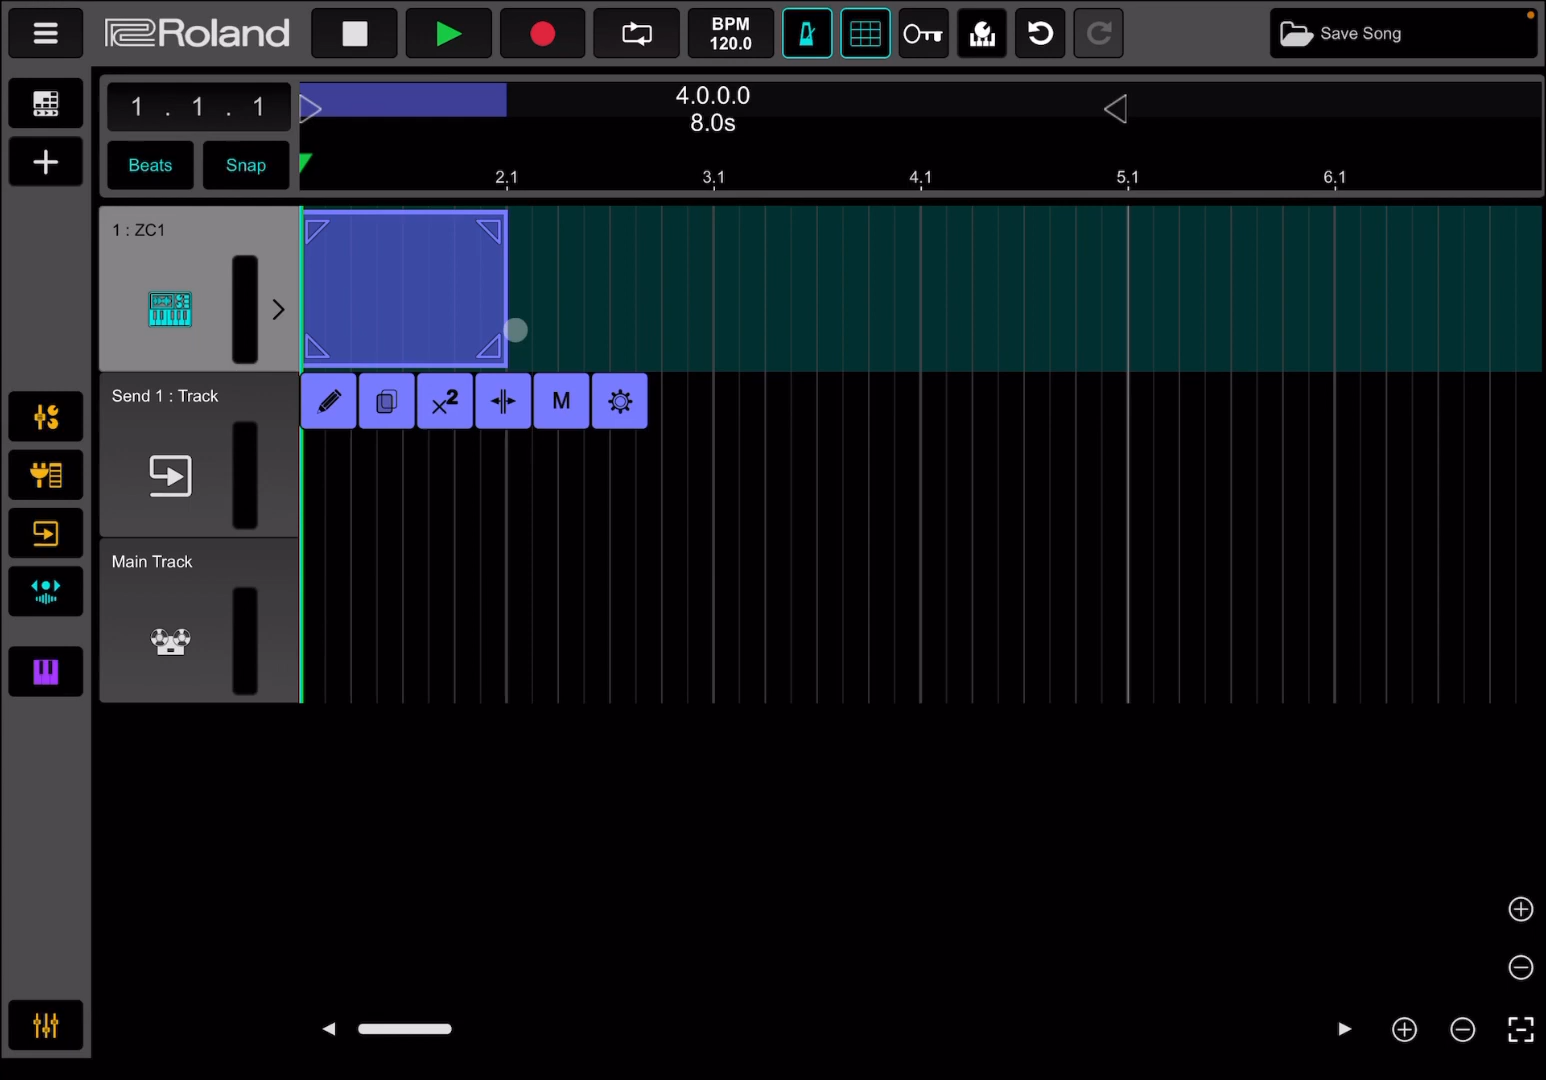 Roland
BPM
120.0
Save Song
1 . 1 . 1
4.0.0.0
8.0s
Beats
Snap
2.1
3.1
4.1
5.1
6.1
1 : ZC1
Send 1 : Track
x2
M
Main Track